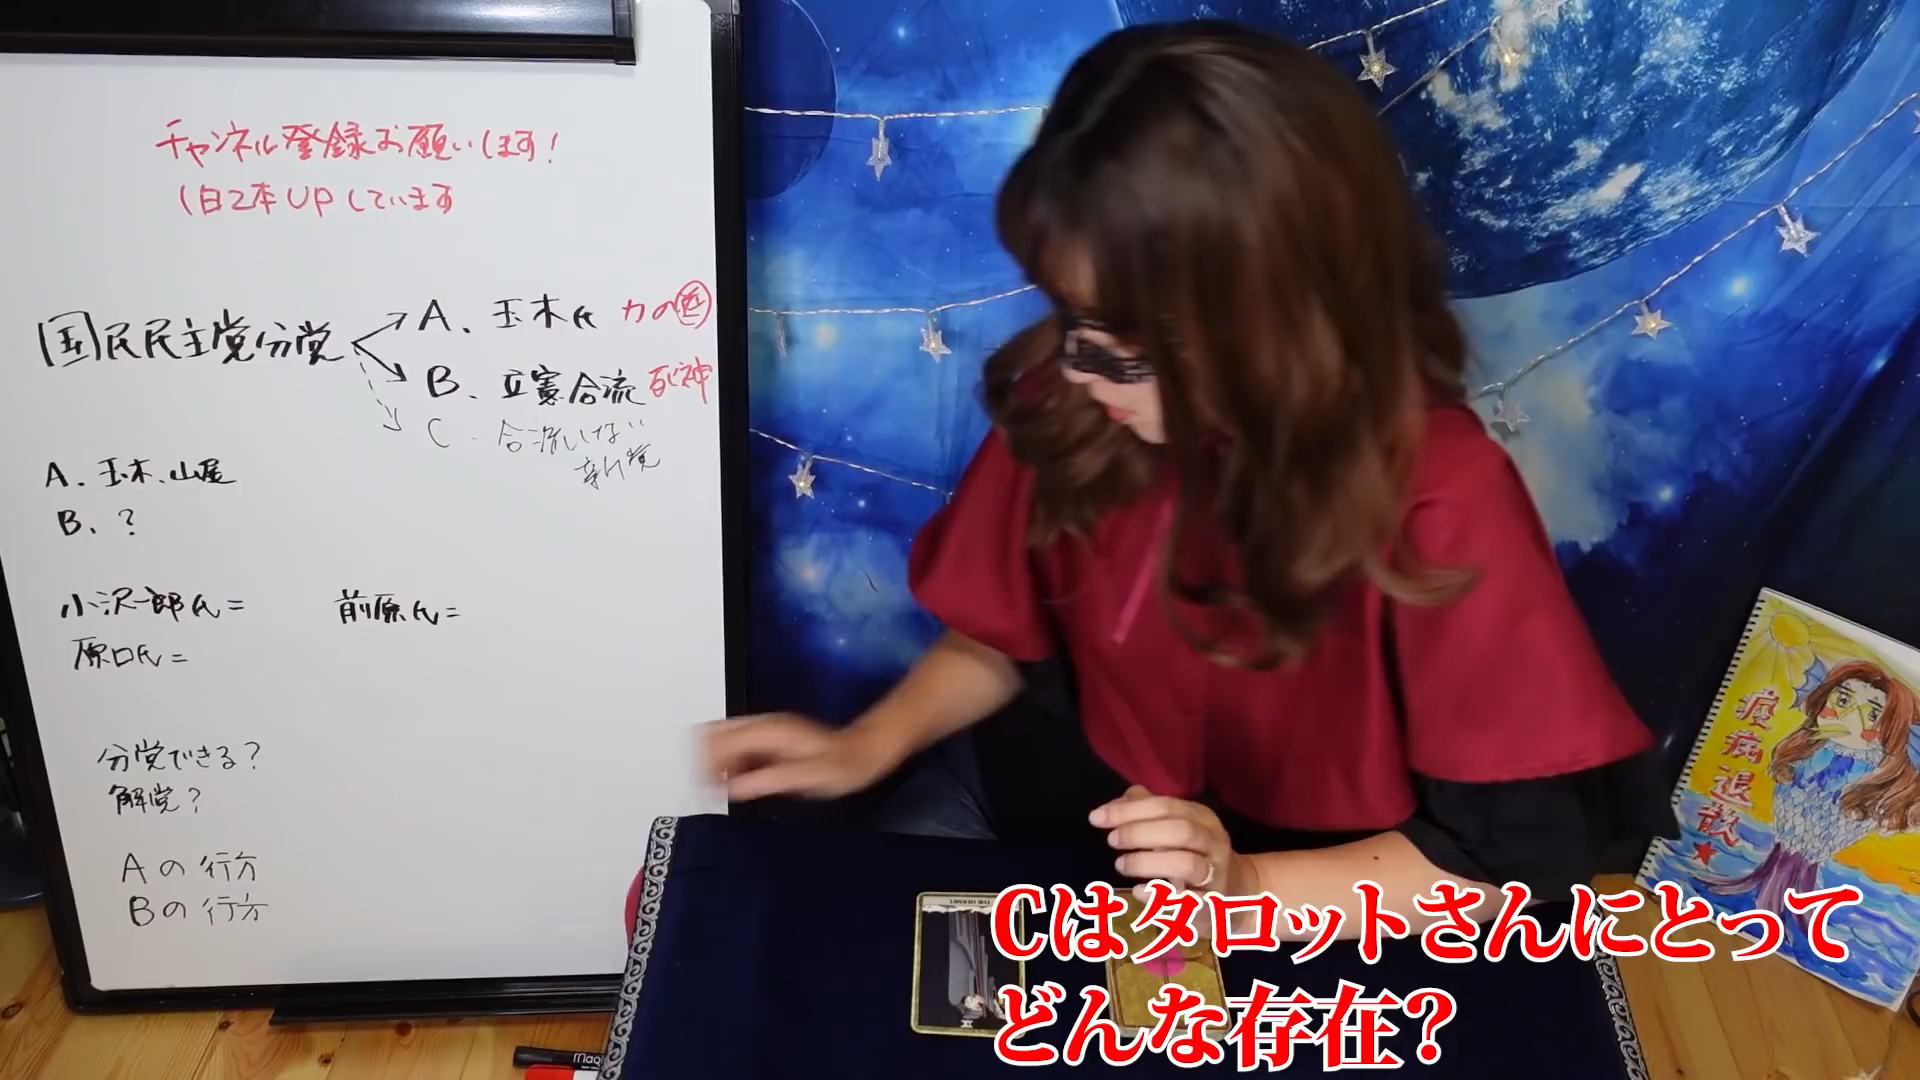 チャンネル登録お願いします!
1日2本UPしています
国民民主党分党
A、玉木氏 力の逆
B、立憲合流 死神
C、合流しない
新党
A、玉木、山尾
B、?
小沢一郎氏=
前原氏=
原口氏=
分党できる?
解党?
Aの行方
Bの行方
疫病退散★
THE HERMIT
IX
Magic
Cはタロットさんにとって
どんな存在?